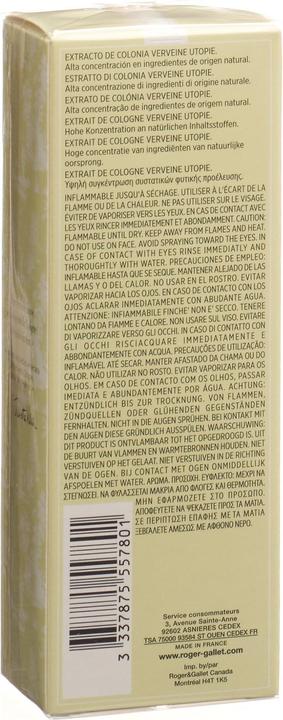 EXTRACTO DE COLONIA VERVEINE UTOPIE.
Alta concentración en ingredientes de origen natural.
ESTRATTO DI COLONIA VERVEINE UTOPIE.
Alta concentrazione di ingredienti di origine naturale.
EXTRATO DE COLÓNIA VERVEINE UTOPIE.
Alta concentração de ingredientes de origem natural.
EXTRAIT DE COLOGNE VERVEINE UTOPIE.
Hohe Konzentration an natürlichen Inhaltsstoffen.
EXTRAIT DE COLOGNE VERVEINE UTOPIE.
Hoge concentratie van ingrediënten van natuurlijke
oorsprong.
EXTRAIT DE COLOGNE VERVEINE UTOPIE.
Υψηλή συγκέντρωση συστατικών φυτικής προέλευσης.
INFLAMMABLE JUSQU'À SÉCHAGE. UTILISER À L'ÉCART DE LA
FLAMME OU DE LA CHALEUR. NE PAS UTILISER SUR LE VISAGE.
ÉVITER DE VAPORISER VERS LES YEUX. EN CAS DE CONTACT AVEC
LES YEUX RINCER IMMÉDIATEMENT ET ABONDAMMENT. CAUTION:
FLAMMABLE UNTIL DRY. KEEP AWAY FROM FLAMES AND HEAT.
DO NOT USE ON FACE. AVOID SPRAYING TOWARD THE EYES. IN
CASE OF CONTACT WITH EYES RINSE IMMEDIATLY AND
THOROUGHLY WITH WATER. PRECAUCIONES DE EMPLEO:
INFLAMABLE HASTA QUE SE SEQUE. MANTENER ALEJADO DE LAS
LLAMAS Y O DEL CALOR. NO USAR EN EL ROSTRO. EVITAR
VAPORIZAR HACIA LOS OJOS. EN CASO DE CONTACTO CON LOS
OJOS ACLARAR INMEDIATAMENTE CON ABUNDANTE AGUA.
ATTENZIONE: INFIAMMABILE FINCHE' NON E' SECCO. TENERE
LONTANO DA FIAMME E CALORE. NON USARE SUL VISO. EVITARE
DI VAPORIZZARE VERSO GLI OCCHI. IN CASO DI CONTATTO CON
GLI OCCHI RISCIACQUARE IMMEDIATAMENTE E
ABBONDANTEMENTE CON ACQUA. PRECAUÇÕES DE UTILIZAÇÃO:
INFLAMÁVEL ATÉ SECAR. MANTER AFASTADO DA CHAMA OU DO
CALOR. NÃO UTILIZAR NO ROSTO. EVITAR VAPORIZAR PARA OS
OLHOS. EM CASO DE CONTACTO COM OS OLHOS, PASSAR
IMEDIATA E ABUNDANTEMENTE POR ÁGUA. ACHTUNG:
ENTZÜNDLICH BIS ZUR TROCKNUNG. VON FLAMMEN,
ZÜNDQUELLEN ODER GLÜHENDEN GEGENSTÄNDEN
FERNHALTEN. NICHT IN DIE AUGEN SPRÜHEN. BEI KONTAKT MIT
DEN AUGEN DIESE GRÜNDLICH AUSSPÜLEN. WAARSCHUWING:
DIT PRODUCT IS ONTVLAMBAAR TOT HET OPGEDROOGD IS. UIT
DE BUURT VAN VLAMMEN EN WARMTEBRONNEN HOUDEN. NIET
VERSTUIVEN OP HET GELAAT. NIET VERSTUIVEN IN DE RICHTING
VAN DE OGEN. BIJ CONTACT MET OGEN ONMIDDELLIJK
AFSPOELEN MET WATER. ΑΡΩΜΑ. ΠΡΟΣΟΧΗ. ΕΥΦΛΕΚΤΟ: ΜΕΧΡΙ ΝΑ
ΣΤΕΓΝΩΣΕΙ. ΝΑ ΦΥΛΑΣΣΕΤΑΙ ΜΑΚΡΙΑ ΑΠΟ ΦΛΟΓΕΣ ΚΑΙ ΘΕΡΜΟΤΗΤΑ.
ΜΗΝ ΕΦΑΡΜΟΖΕΤΕ ΣΤΟ ΠΡΟΣΩΠΟ.
ΑΠΟΦΕΥΓΕΤΕ ΝΑ ΨΕΚΑΖΕΤΕ ΠΡΟΣ ΤΑ ΜΑΤΙΑ.
ΣΕ ΠΕΡΙΠΤΩΣΗ ΕΠΑΦΗΣ ΜΕ ΤΑ ΜΑΤΙΑ
ΞΕΒΓΑΛΕΤΕ ΑΜΕΣΩΣ ΜΕ ΑΦΘΟΝΟ ΝΕΡΟ.
3 337875 557801
Service consommateurs
3, Avenue Sainte-Anne
92602 ASNIERES CEDEX
TSA 75000 93584 ST OUEN CEDEX FR
MADE IN FRANCE
www.roger-gallet.com
Imp. by/par
Roger&Gallet Canada
Montréal H4T 1K5